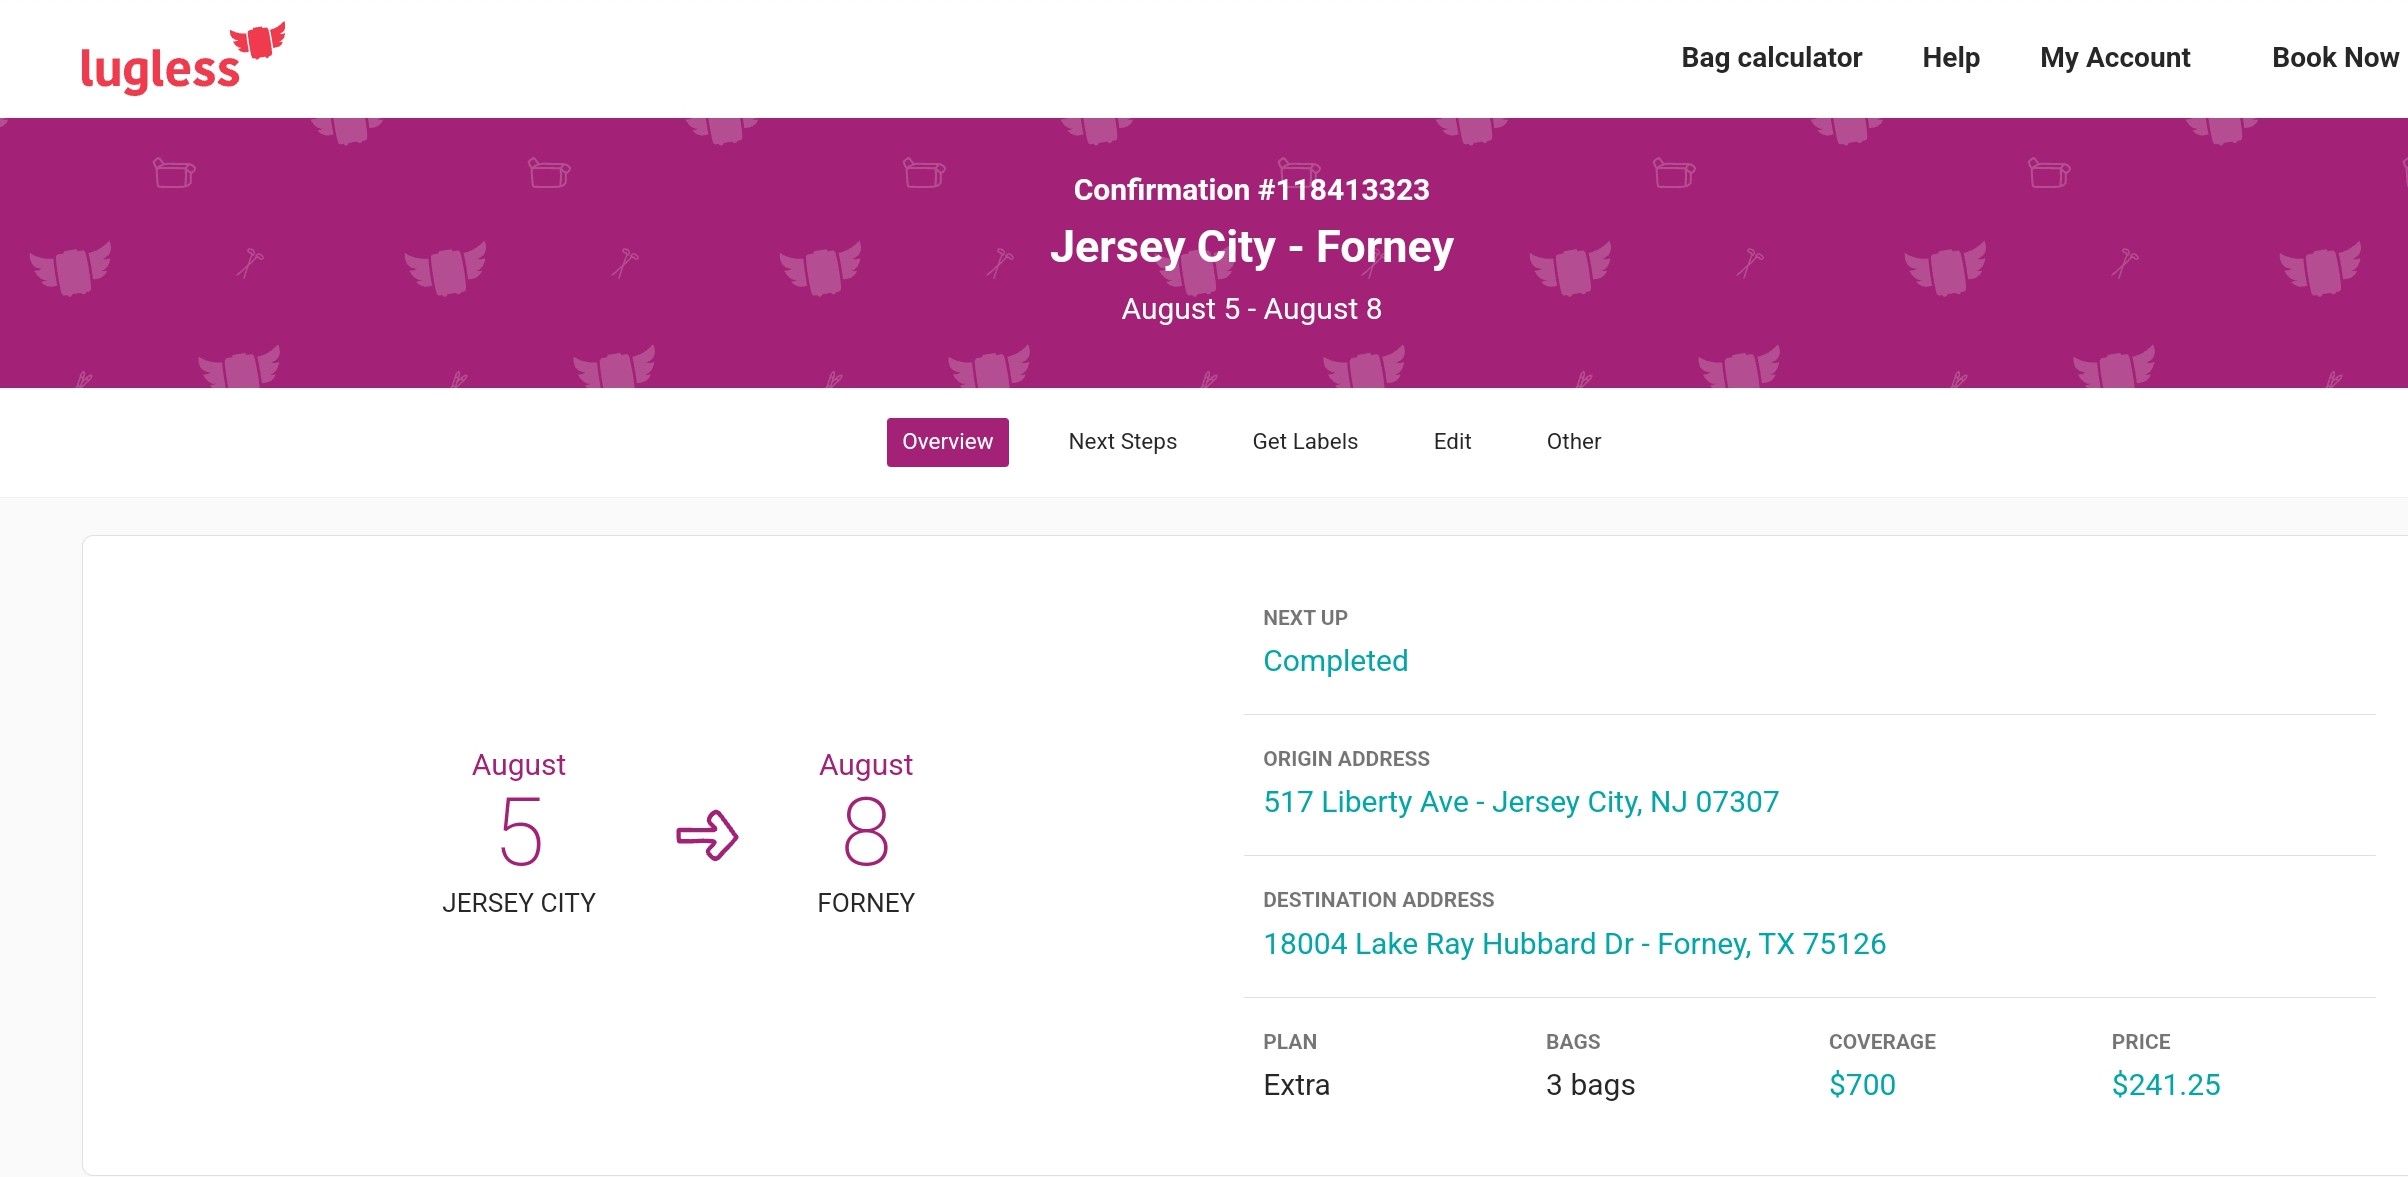 lugless
Bag calculator Help My Account Book Now
Confirmation #118413323
Jersey City - Forney
August 5 - August 8
Overview Next Steps Get Labels Edit Other
NEXT UP
Completed
August
5
JERSEY CITY
August
8
FORNEY
ORIGIN ADDRESS
517 Liberty Ave - Jersey City, NJ 07307
DESTINATION ADDRESS
18004 Lake Ray Hubbard Dr - Forney, TX 75126
PLAN BAGS COVERAGE PRICE
Extra 3 bags $700 $241.25